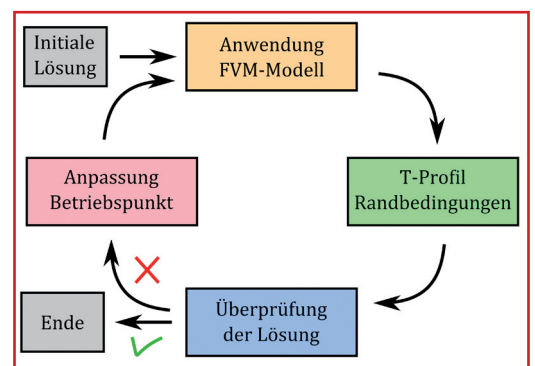 Initiale
Lösung
Anwendung
FVM-Modell
T-Profil
Randbedingungen
Überprüfung
der Lösung
Anpassung
Betriebspunkt
Ende